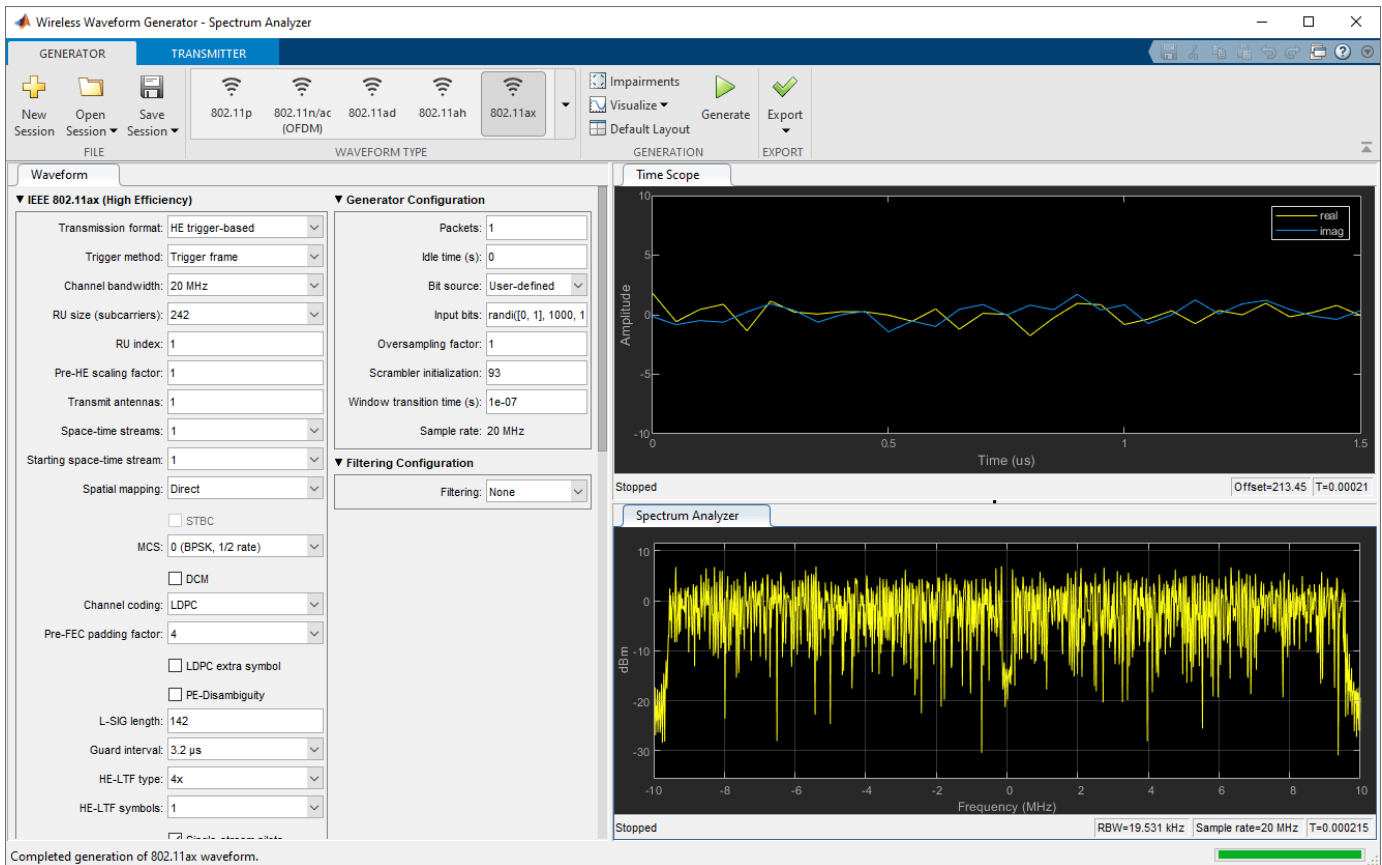 Wireless Waveform Generator - Spectrum Analyzer
GENERATOR
TRANSMITTER
New Session
Open Session
Save Session
FILE
802.11p
802.11n/ac (OFDM)
802.11ad
802.11ah
802.11ax
WAVEFORM TYPE
Impairments
Visualize
Default Layout
Generate
GENERATION
Export
EXPORT
Waveform
IEEE 802.11ax (High Efficiency)
Transmission format: HE trigger-based
Trigger method: Trigger frame
Channel bandwidth: 20 MHz
RU size (subcarriers): 242
RU index: 1
Pre-HE scaling factor: 1
Transmit antennas: 1
Space-time streams: 1
Starting space-time stream: 1
Spatial mapping: Direct
STBC
MCS: 0 (BPSK, 1/2 rate)
DCM
Channel coding: LDPC
Pre-FEC padding factor: 4
LDPC extra symbol
PE-Disambiguity
L-SIG length: 142
Guard interval: 3.2 µs
HE-LTF type: 4x
HE-LTF symbols: 1
Generator Configuration
Packets: 1
Idle time (s): 0
Bit source: User-defined
Input bits: randi([0, 1], 1000, 1
Oversampling factor: 1
Scrambler initialization: 93
Window transition time (s): 1e-07
Sample rate: 20 MHz
Filtering Configuration
Filtering: None
Time Scope
10
5
0
-5
-10
Amplitude
real
imag
0 0.5 1 1.5
Time (us)
Stopped
Offset=213.45 T=0.00021
Spectrum Analyzer
10
0
-10
-20
-30
dBm
-10 -8 -6 -4 -2 0 2 4 6 8 10
Frequency (MHz)
Stopped
RBW=19.531 kHz Sample rate=20 MHz T=0.000215
Completed generation of 802.11ax waveform.